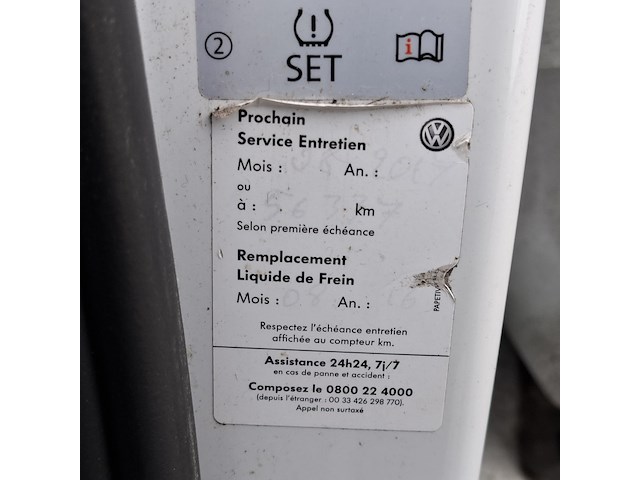 2 SET i
Prochain
Service Entretien
Mois : An. :
ou
à : km
Selon première échéance
Remplacement
Liquide de Frein
Mois : 08 An. : 16
Respectez l'échéance entretien
affichée au compteur km.
Assistance 24h24, 7j/7
en cas de panne et accident :
Composez le 0800 22 4000
(depuis l'étranger : 00 33 426 298 770).
Appel non surtaxé